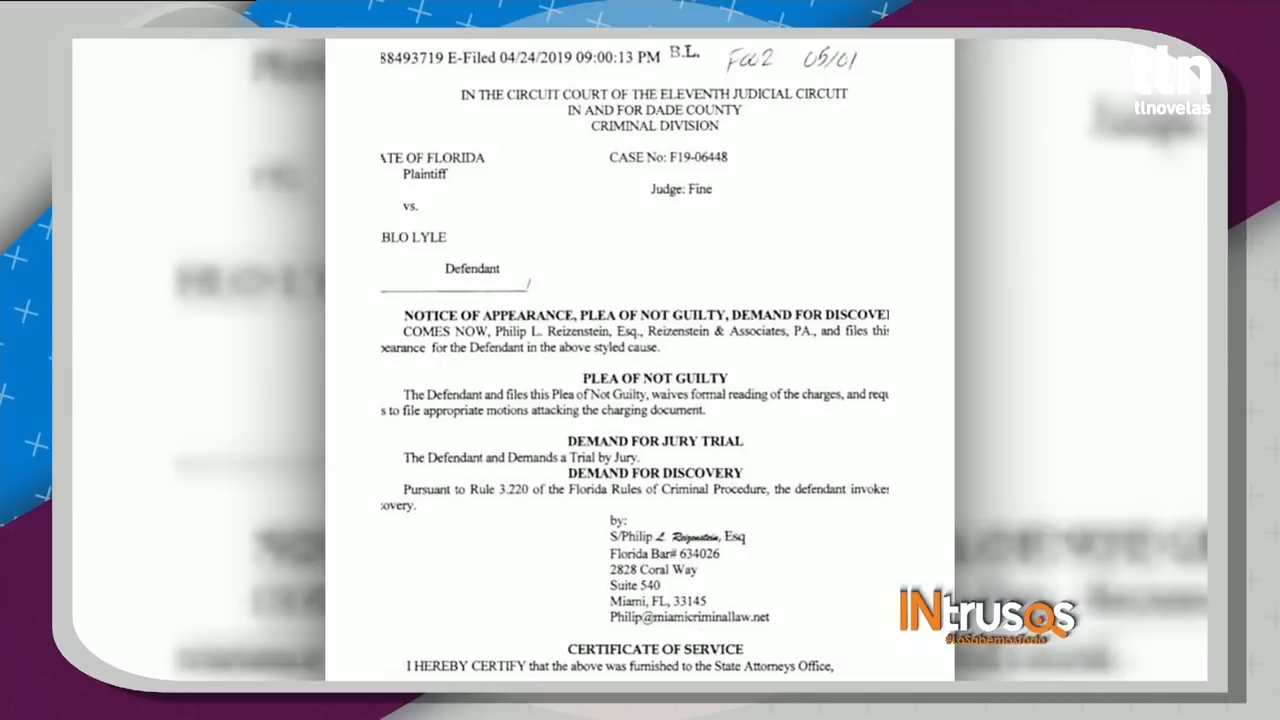 88493719 E-Filed 04/24/2019 09:00:13 PM B.L. F002 05/01
IN THE CIRCUIT COURT OF THE ELEVENTH JUDICIAL CIRCUIT
IN AND FOR DADE COUNTY
CRIMINAL DIVISION
ATE OF FLORIDA CASE No: F19-06448
Plaintiff
Judge: Fine
vs.
BLO LYLE
Defendant
NOTICE OF APPEARANCE, PLEA OF NOT GUILTY, DEMAND FOR DISCOVE
COMES NOW, Philip L. Reizenstein, Esq., Reizenstein & Associates, PA., and files this
pearance for the Defendant in the above styled cause.
PLEA OF NOT GUILTY
The Defendant and files this Plea of Not Guilty, waives formal reading of the charges, and requ
s to file appropriate motions attacking the charging document.
DEMAND FOR JURY TRIAL
The Defendant and Demands a Trial by Jury.
DEMAND FOR DISCOVERY
Pursuant to Rule 3.220 of the Florida Rules of Criminal Procedure, the defendant invokes
covery.
by:
S/Philip L. Reizenstein, Esq
Florida Bar# 634026
2828 Coral Way
Suite 540
Miami, FL, 33145
Philip@miamicriminallaw.net
CERTIFICATE OF SERVICE
I HEREBY CERTIFY that the above was furnished to the State Attorneys Office,
tln
tlnovelas
INtrusos
#LoSabemosTodo